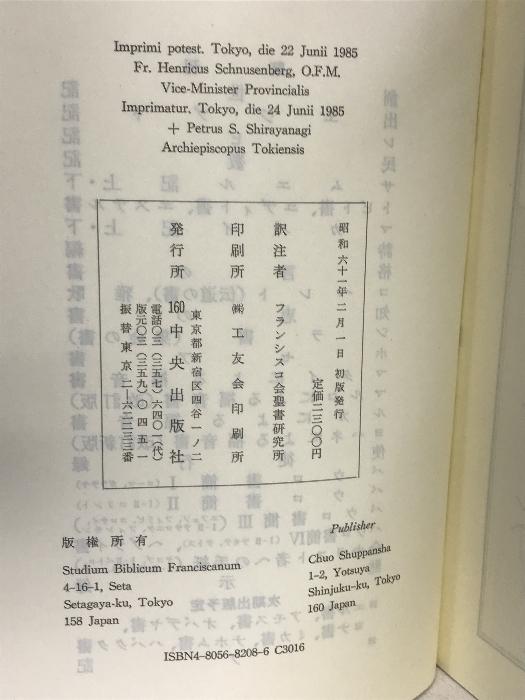 Imprimi potest. Tokyo, die 22 Junii 1985
Fr. Henricus Schnusenberg, O.F.M.
Vice-Minister Provincialis
Imprimatur. Tokyo, die 24 Junii 1985
+ Petrus S. Shirayanagi
Archiepiscopus Tokiensis
昭和六十一年二月一日 初版発行
定価二三〇〇円
訳注者 フランシスコ会聖書研究所
印刷所 ㈱工友会印刷所
東京都新宿区四谷一ノ二
発行所 160 中央出版社
電話〇三(三五七)六四〇一(代)
版元〇三(三五九)〇四五一
振替東京二―六二二三三番
版権所有
Studium Biblicum Franciscanum
4-16-1, Seta
Setagaya-ku, Tokyo
158 Japan
Publisher
Chuo Shuppansha
1-2, Yotsuya
Shinjuku-ku, Tokyo
160 Japan
ISBN4-8056-8208-6 C3016